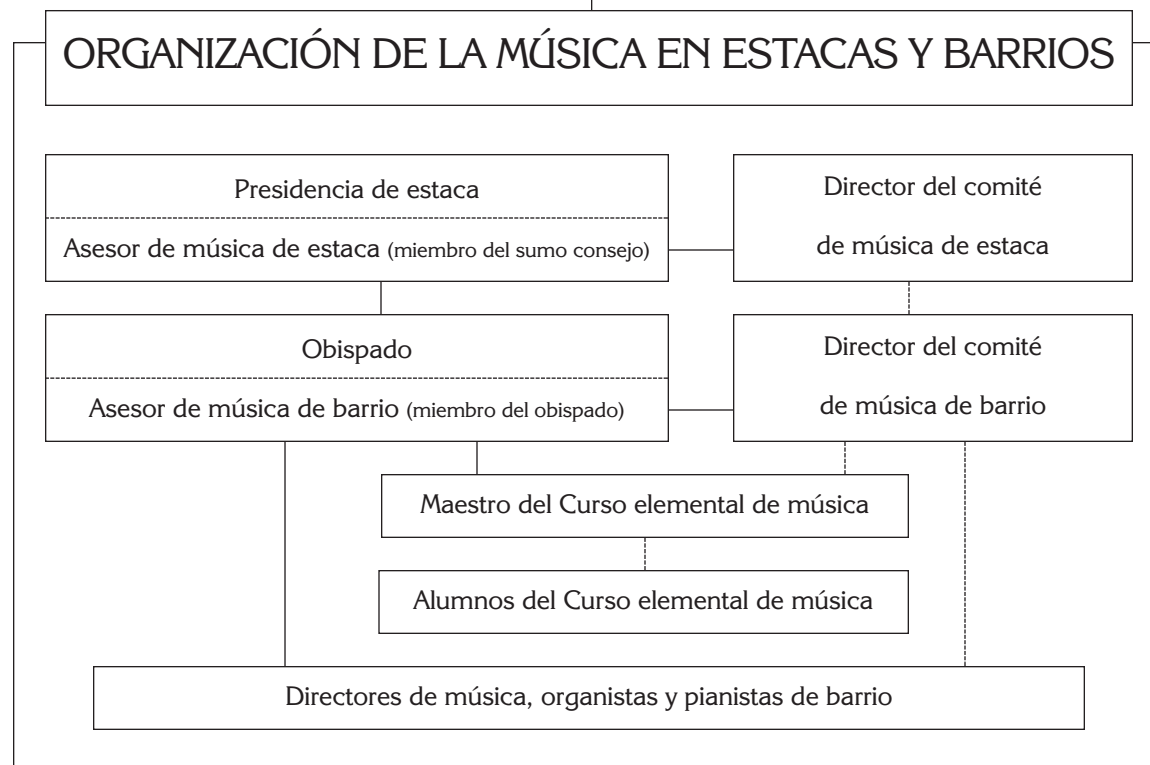 ORGANIZACIÓN DE LA MÚSICA EN ESTACAS Y BARRIOS
Presidencia de estaca
Asesor de música de estaca (miembro del sumo consejo)
Director del comité
de música de estaca
Obispado
Asesor de música de barrio (miembro del obispado)
Director del comité
de música de barrio
Maestro del Curso elemental de música
Alumnos del Curso elemental de música
Directores de música, organistas y pianistas de barrio